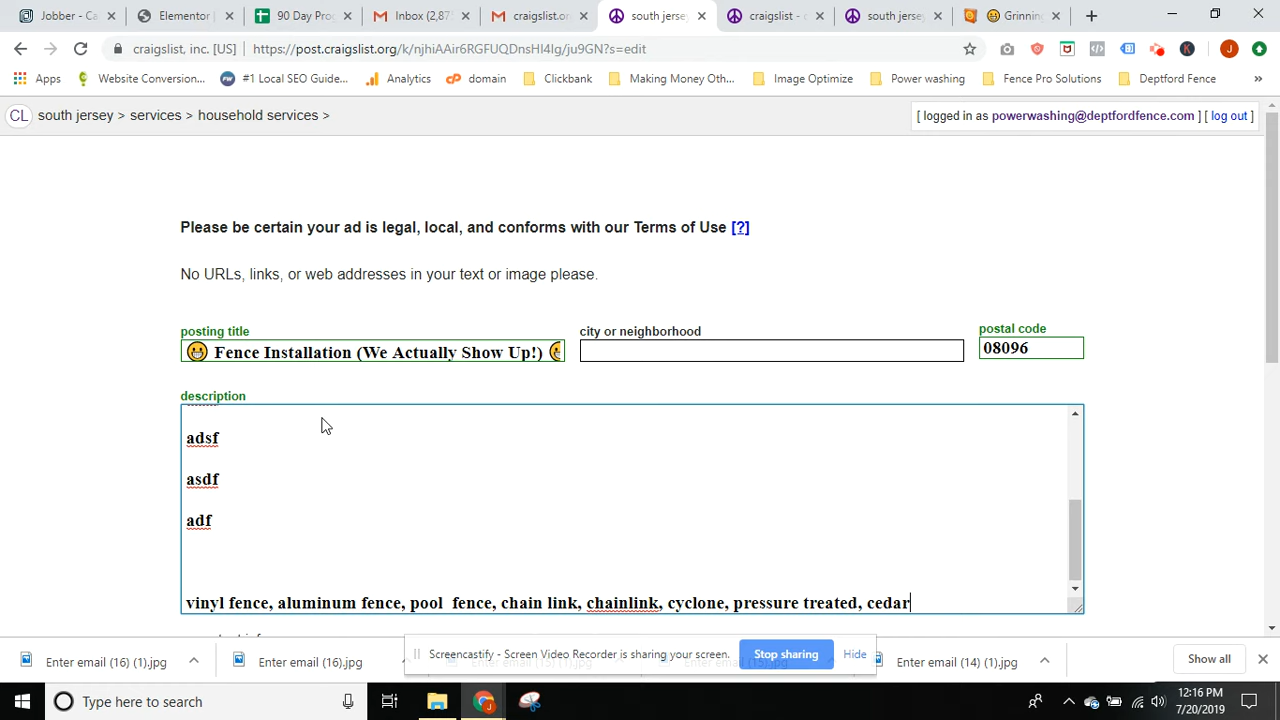 Jobber - Cal
Elementor |
90 Day Prog
Inbox (2,87
craigslist.or
south jersey
craigslist - c
south jersey
Grinning
craigslist, inc. [US]
https://post.craigslist.org/k/njhiAAir6RGFUQDnsHI4Ig/ju9GN?s=edit
Apps
Website Conversion...
#1 Local SEO Guide...
Analytics
domain
Clickbank
Making Money Oth...
Image Optimize
Power washing
Fence Pro Solutions
Deptford Fence
»
CL south jersey > services > household services >
[ logged in as powerwashing@deptfordfence.com ] [ log out ]
Please be certain your ad is legal, local, and conforms with our Terms of Use [?]
No URLs, links, or web addresses in your text or image please.
posting title
city or neighborhood
postal code
Fence Installation (We Actually Show Up!)
08096
description
adsf
asdf
adf
vinyl fence, aluminum fence, pool fence, chain link, chainlink, cyclone, pressure treated, cedar
Enter email (16) (1).jpg
Enter email (16).jpg
Screencastify - Screen Video Recorder is sharing your screen.
Stop sharing
Hide
Enter email (14) (1).jpg
Show all
Type here to search
12:16 PM
7/20/2019